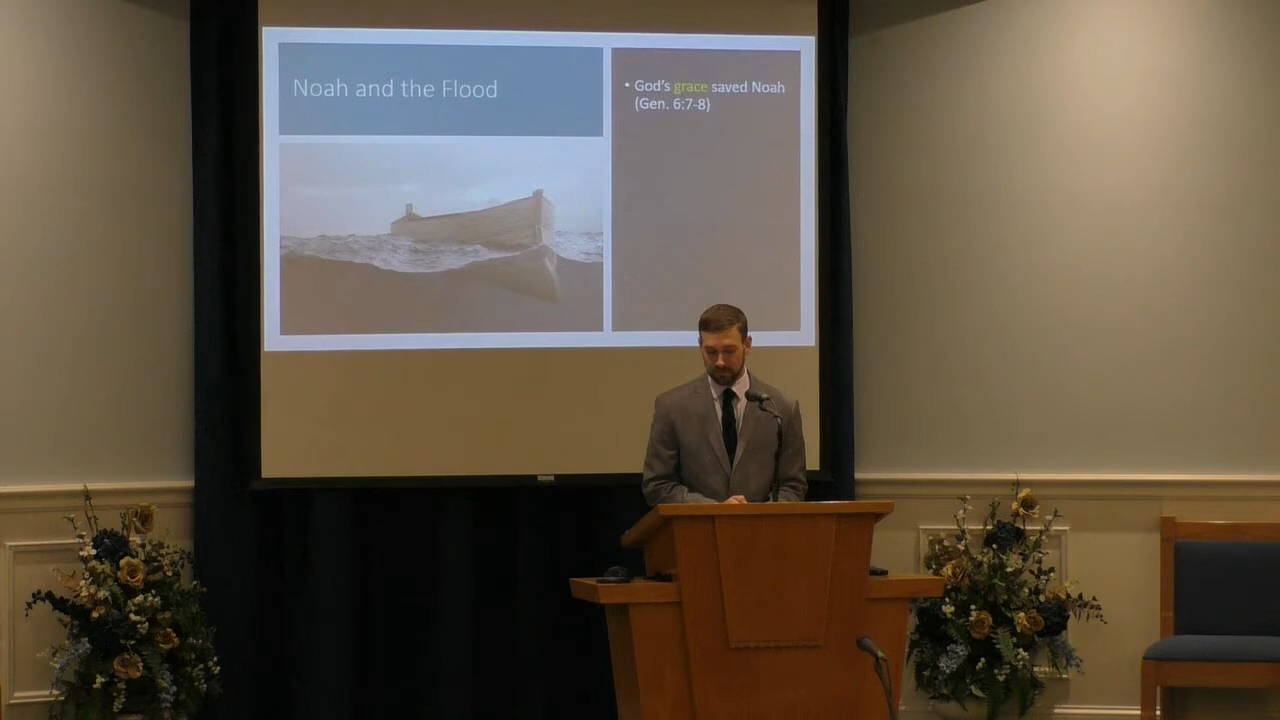 Noah and the Flood
• God's grace saved Noah
(Gen. 6:7-8)